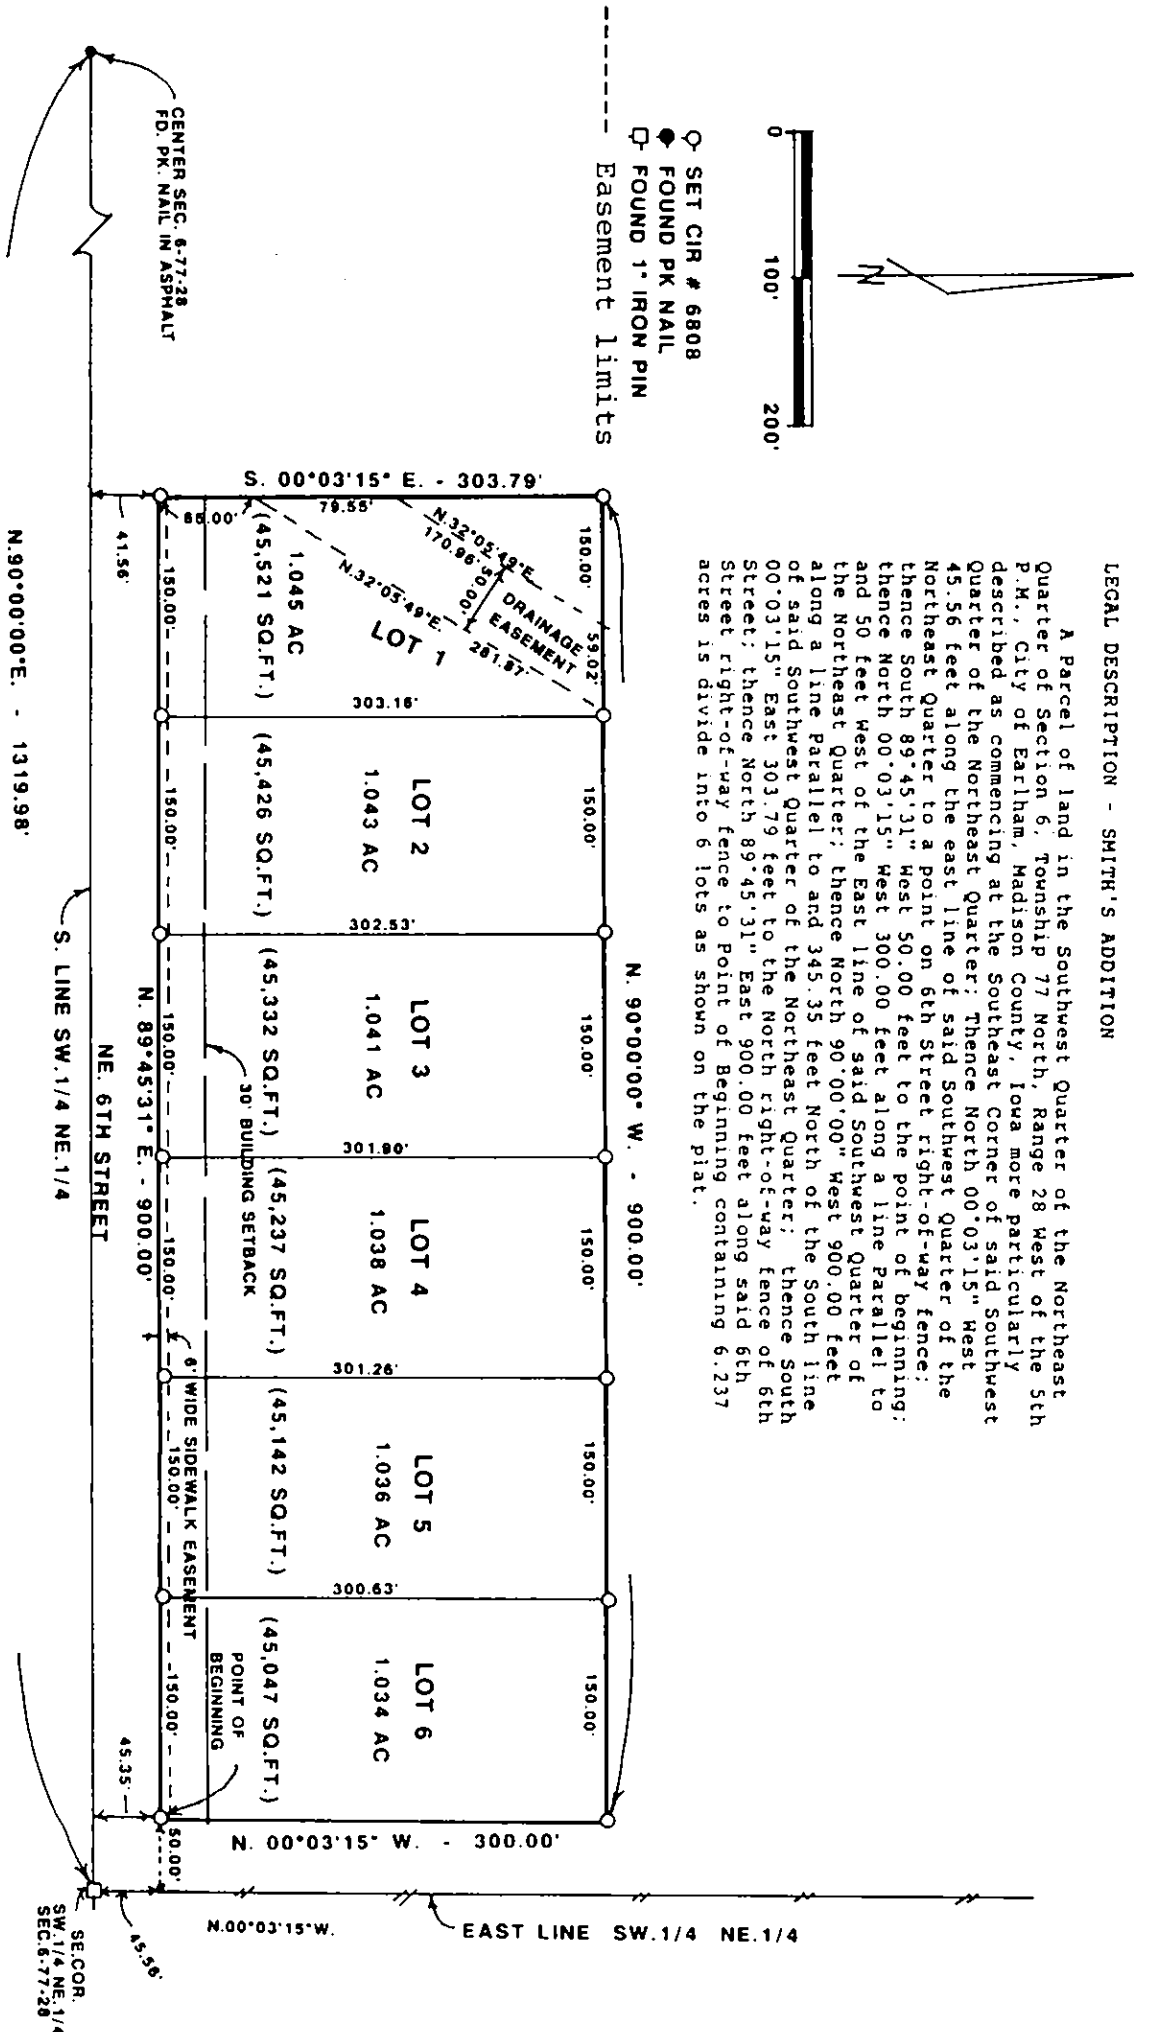 LEGAL DESCRIPTION - SMITH'S ADDITION
A Parcel of land in the Southwest Quarter of the Northeast
Quarter of Section 6, Township 77 North, Range 28 West of the 5th
P.M., City of Earlham, Madison County, Iowa more particularly
described as commencing at the Southeast Corner of said Southwest
Quarter of the Northeast Quarter; Thence North 00°03'15" West
45.56 feet along the east line of said Southwest Quarter of the
Northeast Quarter to a point on 6th Street right-of-way fence;
thence South 89°45'31" West 50.00 feet to the point of beginning;
thence North 00°03'15" West 300.00 feet along a line Parallel to
and 50 feet West of the East line of said Southwest Quarter of
the Northeast Quarter; thence North 90°00'00" West 900.00 feet
along a line Parallel to and 345.35 feet North of the South line
of said Southwest Quarter of the Northeast Quarter; thence South
00°03'15" East 303.79 feet to the North right-of-way fence of 6th
Street; thence North 89°45'31" East 900.00 feet along said 6th
Street right-of-way fence to Point of Beginning containing 6.237
acres is divide into 6 lots as shown on the plat.
N
0 100' 200'
SET CIR # 6808
FOUND PK NAIL
FOUND 1" IRON PIN
Easement limits
N. 90°00'00" W. - 900.00'
150.00'
59.02'
150.00'
150.00'
150.00'
150.00'
150.00'
S. 00°03'15" E. - 303.79'
79.55'
65.00'
N.32°05'49"E.
170.96'
50.00'
DRAINAGE
EASEMENT
N.32°05'49"E.
281.87'
LOT 1
1.045 AC
(45,521 SQ.FT.)
303.16'
LOT 2
1.043 AC
(45,426 SQ.FT.)
302.53'
LOT 3
1.041 AC
(45,332 SQ.FT.)
301.90'
LOT 4
1.038 AC
(45,237 SQ.FT.)
301.26'
LOT 5
1.036 AC
(45,142 SQ.FT.)
300.63'
LOT 6
1.034 AC
(45,047 SQ.FT.)
N. 00°03'15" W. - 300.00'
POINT OF
BEGINNING
30' BUILDING SETBACK
6' WIDE SIDEWALK EASEMENT
150.00'
150.00'
150.00'
150.00'
150.00'
150.00'
50.00'
N. 89°45'31" E. - 900.00'
NE. 6TH STREET
41.56'
45.35'
45.56'
CENTER SEC. 6-77-28
FD. PK. NAIL IN ASPHALT
S. LINE SW.1/4 NE.1/4
N.90°00'00"E. - 1319.98'
N.00°03'15"W.
EAST LINE SW.1/4 NE.1/4
SE.COR.
SW.1/4 NE.1/4
SEC.6-77-28